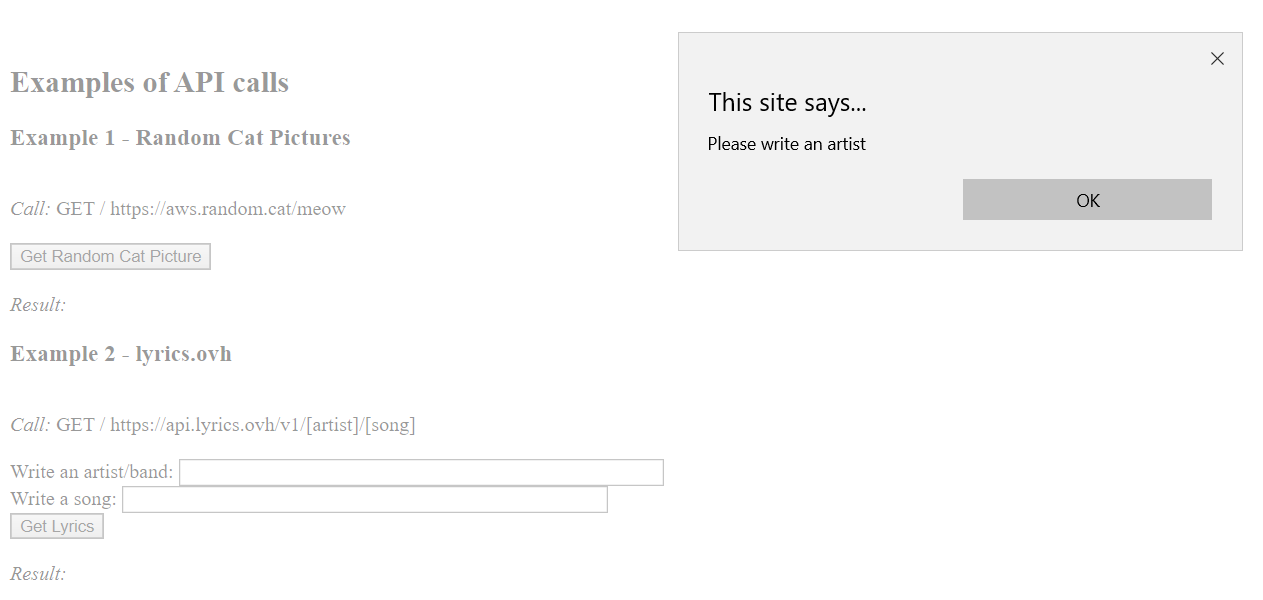 Examples of API calls
Example 1 - Random Cat Pictures
Call: GET / https://aws.random.cat/meow
Get Random Cat Picture
Result:
Example 2 - lyrics.ovh
Call: GET / https://api.lyrics.ovh/v1/[artist]/[song]
Write an artist/band:
Write a song:
Get Lyrics
Result:
This site says...
Please write an artist
OK